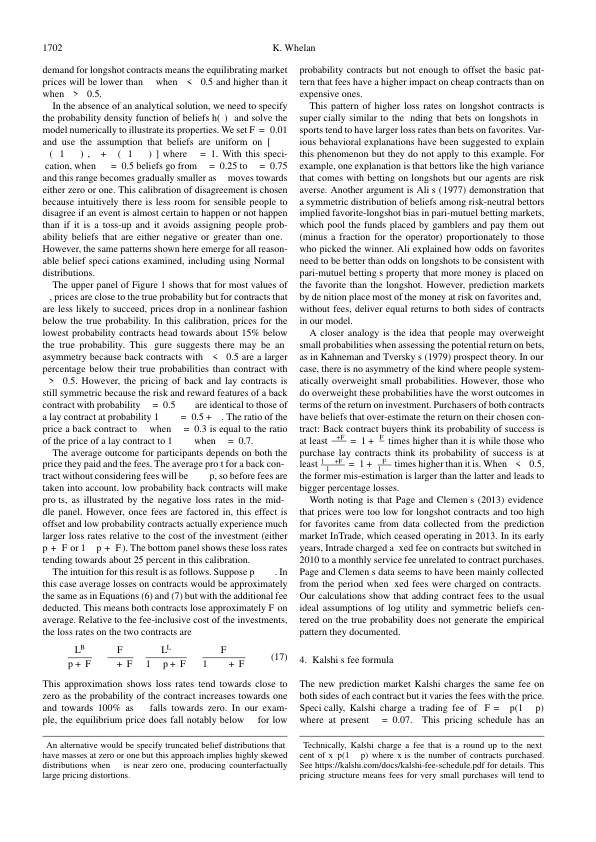 1702
K. Whelan
demand for longshot contracts means the equilibrating market
prices will be lower than when < 0.5 and higher than it
when > 0.5.
In the absence of an analytical solution, we need to specify
the probability density function of beliefs h( ) and solve the
model numerically to illustrate its properties. We set F = 0.01
and use the assumption that beliefs are uniform on [
( 1 ) , + ( 1 ) ] where = 1. With this speci-
cation, when = 0.5 beliefs go from = 0.25 to = 0.75
and this range becomes gradually smaller as moves towards
either zero or one. This calibration of disagreement is chosen
because intuitively there is less room for sensible people to
disagree if an event is almost certain to happen or not happen
than if it is a toss-up and it avoids assigning people prob-
ability beliefs that are either negative or greater than one.
However, the same patterns shown here emerge for all reason-
able belief speci cations examined, including using Normal
distributions.
The upper panel of Figure 1 shows that for most values of
, prices are close to the true probability but for contracts that
are less likely to succeed, prices drop in a nonlinear fashion
below the true probability. In this calibration, prices for the
lowest probability contracts head towards about 15% below
the true probability. This gure suggests there may be an
asymmetry because back contracts with < 0.5 are a larger
percentage below their true probabilities than contract with
> 0.5. However, the pricing of back and lay contracts is
still symmetric because the risk and reward features of a back
contract with probability = 0.5 are identical to those of
a lay contract at probability 1 = 0.5 + . The ratio of the
price a back contract to when = 0.3 is equal to the ratio
of the price of a lay contract to 1 when = 0.7.
The average outcome for participants depends on both the
price they paid and the fees. The average pro t for a back con-
tract without considering fees will be p, so before fees are
taken into account, low probability back contracts will make
pro ts, as illustrated by the negative loss rates in the mid-
dle panel. However, once fees are factored in, this effect is
offset and low probability contracts actually experience much
larger loss rates relative to the cost of the investment (either
p + F or 1 p + F ). The bottom panel shows these loss rates
tending towards about 25 percent in this calibration.
The intuition for this result is as follows. Suppose p . In
this case average losses on contracts would be approximately
the same as in Equations (6) and (7) but with the additional fee
deducted. This means both contracts lose approximately F on
average. Relative to the fee-inclusive cost of the investments,
the loss rates on the two contracts are
L^B F L^L F
p + F + F 1 p + F 1 + F (17)
This approximation shows loss rates tend towards close to
zero as the probability of the contract increases towards one
and towards 100% as falls towards zero. In our exam-
ple, the equilibrium price does fall notably below for low
An alternative would be specify truncated belief distributions that
have masses at zero or one but this approach implies highly skewed
distributions when is near zero one, producing counterfactually
large pricing distortions.
probability contracts but not enough to offset the basic pat-
tern that fees have a higher impact on cheap contracts than on
expensive ones.
This pattern of higher loss rates on longshot contracts is
super cially similar to the nding that bets on longshots in
sports tend to have larger loss rates than bets on favorites. Var-
ious behavioral explanations have been suggested to explain
this phenomenon but they do not apply to this example. For
example, one explanation is that bettors like the high variance
that comes with betting on longshots but our agents are risk
averse. Another argument is Ali s (1977) demonstration that
a symmetric distribution of beliefs among risk-neutral bettors
implied favorite-longshot bias in pari-mutuel betting markets,
which pool the funds placed by gamblers and pay them out
(minus a fraction for the operator) proportionately to those
who picked the winner. Ali explained how odds on favorites
need to be better than odds on longshots to be consistent with
pari-mutuel betting s property that more money is placed on
the favorite than the longshot. However, prediction markets
by de nition place most of the money at risk on favorites and,
without fees, deliver equal returns to both sides of contracts
in our model.
A closer analogy is the idea that people may overweight
small probabilities when assessing the potential return on bets,
as in Kahneman and Tversky s (1979) prospect theory. In our
case, there is no asymmetry of the kind where people system-
atically overweight small probabilities. However, those who
do overweight these probabilities have the worst outcomes in
terms of the return on investment. Purchasers of both contracts
have beliefs that over-estimate the return on their chosen con-
tract: Back contract buyers think its probability of success is
at least +F = 1 + F times higher than it is while those who
purchase lay contracts think its probability of success is at
least 1 +F / 1 = 1 + F / 1 times higher than it is. When < 0.5,
the former mis-estimation is larger than the latter and leads to
bigger percentage losses.
Worth noting is that Page and Clemen s (2013) evidence
that prices were too low for longshot contracts and too high
for favorites came from data collected from the prediction
market InTrade, which ceased operating in 2013. In its early
years, Intrade charged a xed fee on contracts but switched in
2010 to a monthly service fee unrelated to contract purchases.
Page and Clemen s data seems to have been mainly collected
from the period when xed fees were charged on contracts.
Our calculations show that adding contract fees to the usual
ideal assumptions of log utility and symmetric beliefs cen-
tered on the true probability does not generate the empirical
pattern they documented.
4. Kalshi s fee formula
The new prediction market Kalshi charges the same fee on
both sides of each contract but it varies the fees with the price.
Speci cally, Kalshi charge a trading fee of F = p(1 p)
where at present = 0.07. This pricing schedule has an
Technically, Kalshi charge a fee that is a round up to the next
cent of x p(1 p) where x is the number of contracts purchased.
See https://kalshi.com/docs/kalshi-fee-schedule.pdf for details. This
pricing structure means fees for very small purchases will tend to